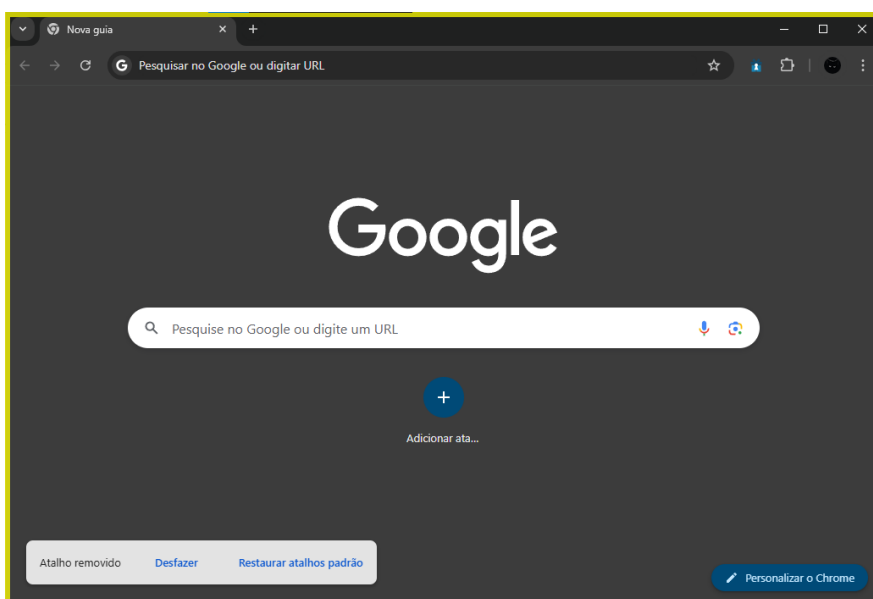 Nova guia
Pesquisar no Google ou digitar URL
Google
Pesquise no Google ou digite um URL
Adicionar ata...
Atalho removido Desfazer Restaurar atalhos padrão
Personalizar o Chrome